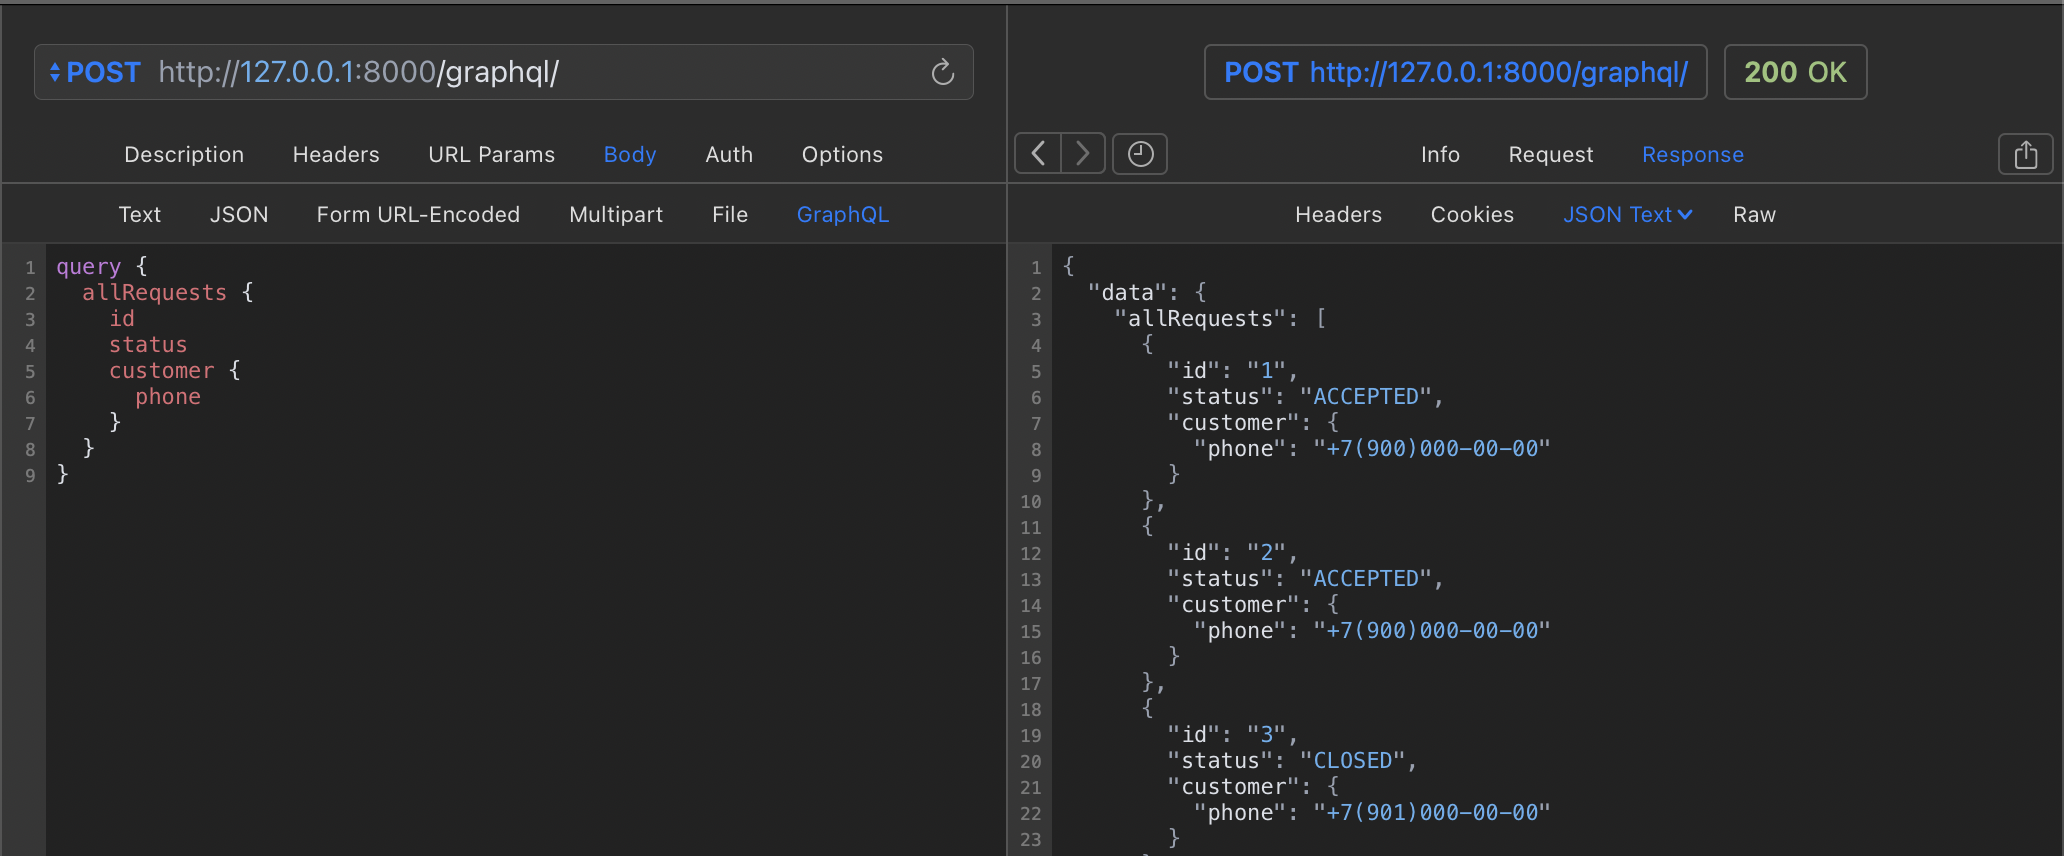 POST http://127.0.0.1:8000/graphql/
Description Headers URL Params Body Auth Options
Text JSON Form URL-Encoded Multipart File GraphQL
1 query {
2 allRequests {
3 id
4 status
5 customer {
6 phone
7 }
8 }
9 }
POST http://127.0.0.1:8000/graphql/ 200 OK
Info Request Response
Headers Cookies JSON Text Raw
1 {
2 "data": {
3 "allRequests": [
4 {
5 "id": "1",
6 "status": "ACCEPTED",
7 "customer": {
8 "phone": "+7(900)000-00-00"
9 }
10 },
11 {
12 "id": "2",
13 "status": "ACCEPTED",
14 "customer": {
15 "phone": "+7(900)000-00-00"
16 }
17 },
18 {
19 "id": "3",
20 "status": "CLOSED",
21 "customer": {
22 "phone": "+7(901)000-00-00"
23 }